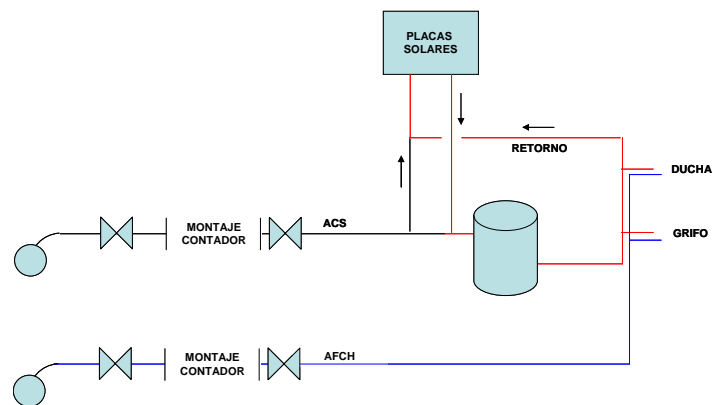 PLACAS
SOLARES
RETORNO
DUCHA
MONTAJE
CONTADOR
ACS
GRIFO
MONTAJE
CONTADOR
AFCH